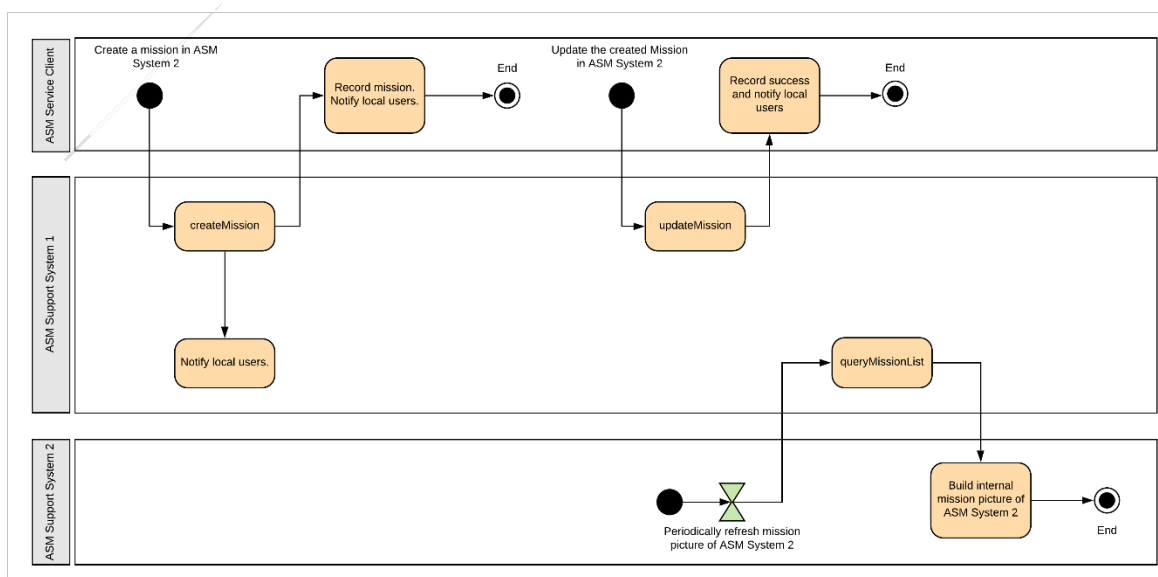 ASM Service Client
Create a mission in ASM
System 2
Record mission.
Notify local users.
End
Update the created Mission
in ASM System 2
Record success
and notify local
users
End
ASM Support System 1
createMission
updateMission
Notify local users.
queryMissionList
ASM Support System 2
Periodically refresh mission
picture of ASM System 2
Build internal
mission picture of
ASM System 2
End